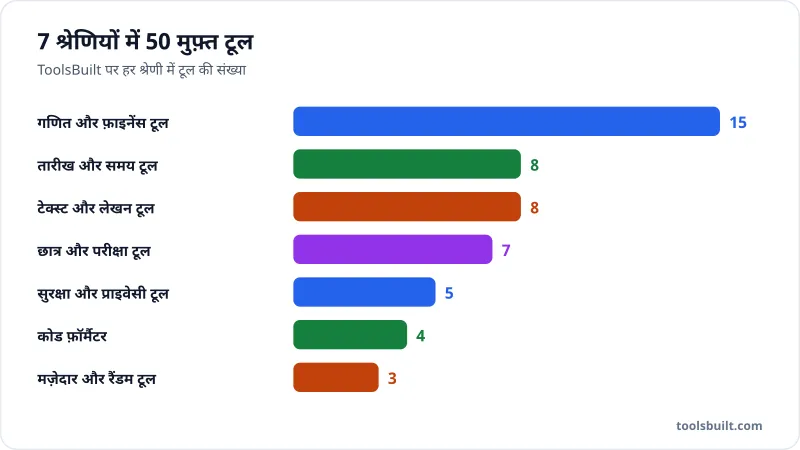 7 श्रेणियों में 50 मुफ़्त टूल
ToolsBuilt पर हर श्रेणी में टूल की संख्या
गणित और फ़ाइनेंस टूल 15
तारीख और समय टूल 8
टेक्स्ट और लेखन टूल 8
छात्र और परीक्षा टूल 7
सुरक्षा और प्राइवेसी टूल 5
कोड फ़ॉर्मैटर 4
मज़ेदार और रैंडम टूल 3
toolsbuilt.com